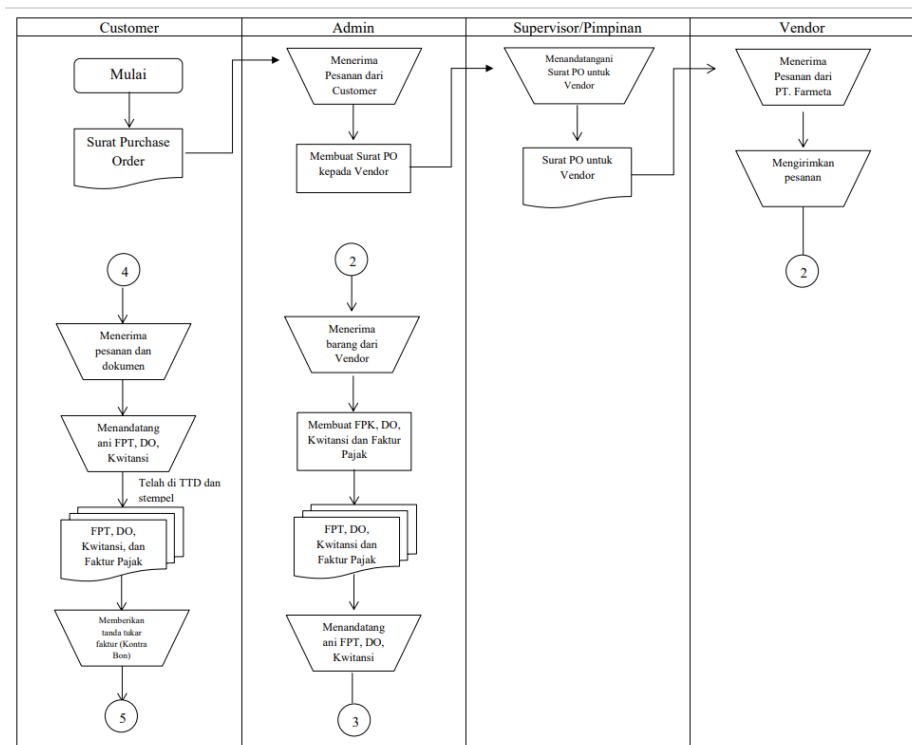 Customer
Admin
Supervisor/Pimpinan
Vendor
Mulai
Surat Purchase
Order
Menerima
Pesanan dari
Customer
Membuat Surat PO
kepada Vendor
Menandatangani
Surat PO untuk
Vendor
Surat PO untuk
Vendor
Menerima
Pesanan dari
PT. Farmeta
Mengirimkan
pesanan
2
4
Menerima
pesanan dan
dokumen
Menandatang
ani FPT, DO,
Kwitansi
Telah di TTD dan
stempel
FPT, DO,
Kwitansi, dan
Faktur Pajak
Memberikan
tanda tukar
faktur (Kontra
Bon)
5
2
Menerima
barang dari
Vendor
Membuat FPK, DO,
Kwitansi dan Faktur
Pajak
FPT, DO,
Kwitansi dan
Faktur Pajak
Menandatang
ani FPT, DO,
Kwitansi
3